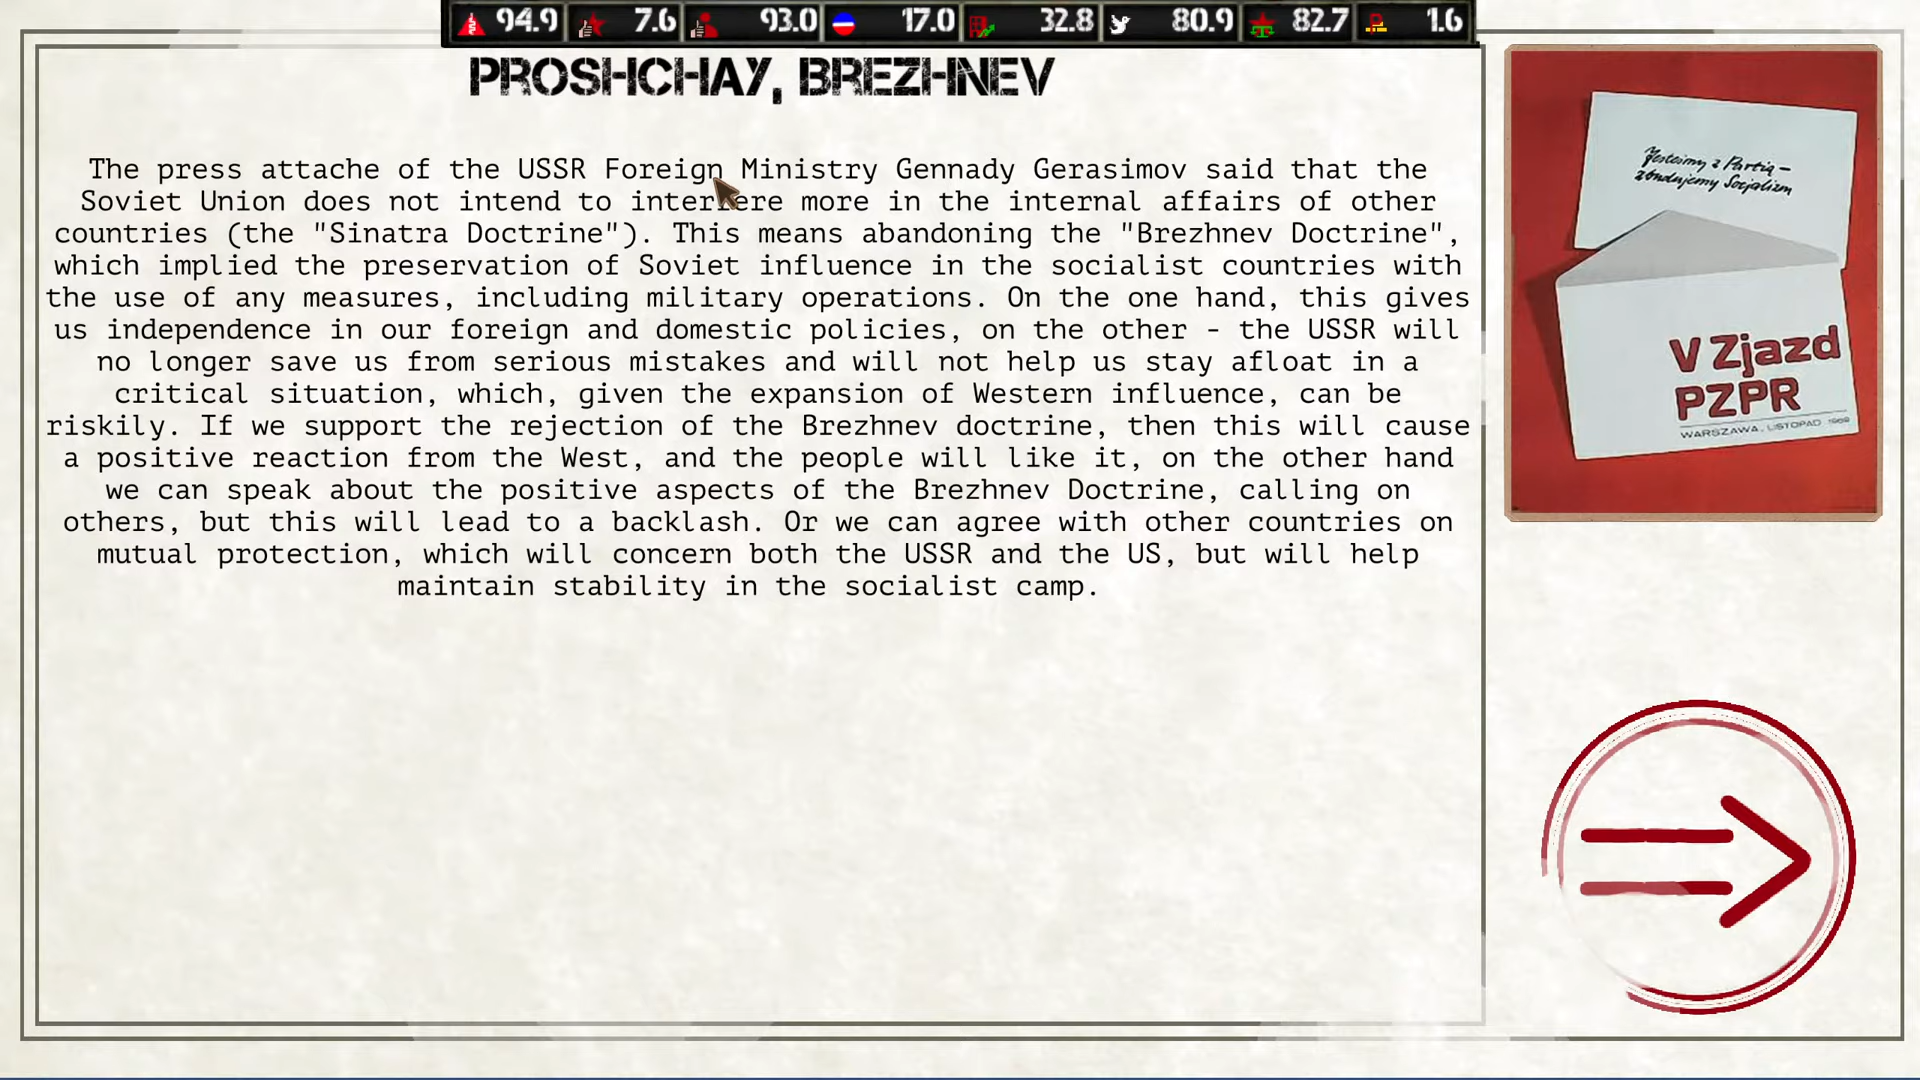 94.9 7.6 93.0 17.0 32.8 80.9 82.7 1.6
PROSHCHAY, BREZHNEV
The press attache of the USSR Foreign Ministry Gennady Gerasimov said that the
Soviet Union does not intend to interfere more in the internal affairs of other
countries (the "Sinatra Doctrine"). This means abandoning the "Brezhnev Doctrine",
which implied the preservation of Soviet influence in the socialist countries with
the use of any measures, including military operations. On the one hand, this gives
us independence in our foreign and domestic policies, on the other - the USSR will
no longer save us from serious mistakes and will not help us stay afloat in a
critical situation, which, given the expansion of Western influence, can be
riskily. If we support the rejection of the Brezhnev doctrine, then this will cause
a positive reaction from the West, and the people will like it, on the other hand
we can speak about the positive aspects of the Brezhnev Doctrine, calling on
others, but this will lead to a backlash. Or we can agree with other countries on
mutual protection, which will concern both the USSR and the US, but will help
maintain stability in the socialist camp.
Jesteśmy z Partią –
zbudujemy Socjalizm
V Zjazd
PZPR
WARSZAWA, LISTOPAD 1968